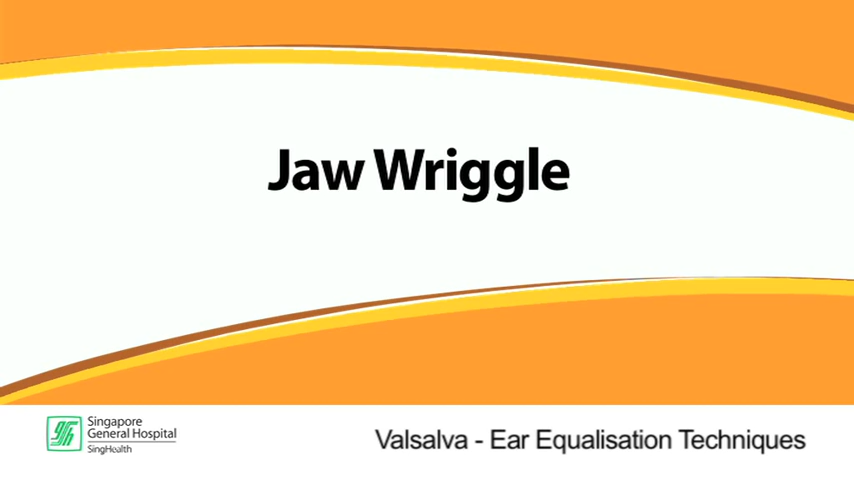 Jaw Wriggle
Singapore
General Hospital
SingHealth
Valsalva - Ear Equalisation Techniques